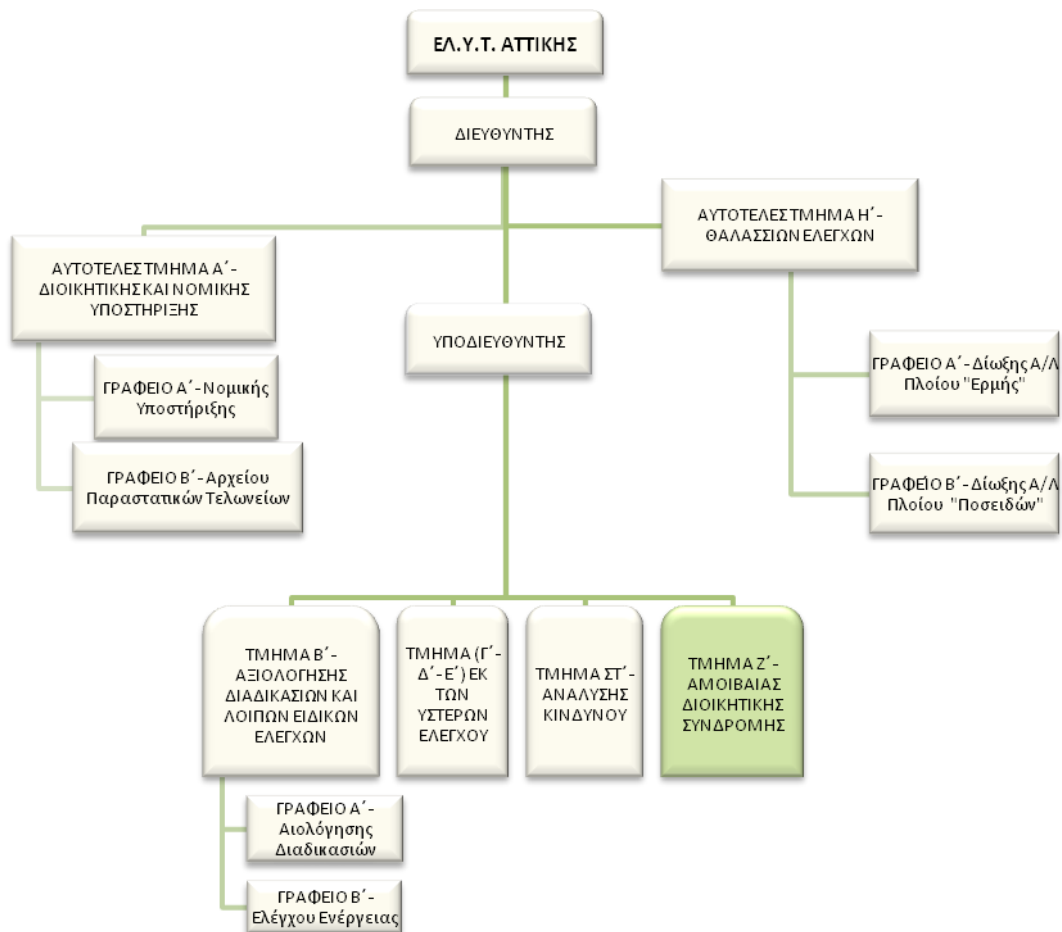 ΕΛ.Υ.Τ. ΑΤΤΙΚΗΣ
ΔΙΕΥΘΥΝΤΗΣ
ΑΥΤΟΤΕΛΕΣ ΤΜΗΜΑ Η΄-
ΘΑΛΑΣΣΙΩΝ ΕΛΕΓΧΩΝ
ΑΥΤΟΤΕΛΕΣ ΤΜΗΜΑ Α΄-
ΔΙΟΙΚΗΤΙΚΗΣ ΚΑΙ ΝΟΜΙΚΗΣ
ΥΠΟΣΤΗΡΙΞΗΣ
ΥΠΟΔΙΕΥΘΥΝΤΗΣ
ΓΡΑΦΕΙΟ Α΄- Νομικής
Υποστήριξης
ΓΡΑΦΕΙΟ Β΄- Αρχείου
Παραστατικών Τελωνείων
ΓΡΑΦΕΙΟ Α΄- Δίωξης Α/Λ
Πλοίου "Ερμής"
ΓΡΑΦΕΙΟ Β΄- Δίωξης Α/Λ
Πλοίου "Ποσειδών"
ΤΜΗΜΑ Β΄-
ΑΞΙΟΛΟΓΗΣΗΣ
ΔΙΑΔΙΚΑΣΙΩΝ ΚΑΙ
ΛΟΙΠΩΝ ΕΙΔΙΚΩΝ
ΕΛΕΓΧΩΝ
ΤΜΗΜΑ (Γ΄-
Δ΄- Ε΄) ΕΚ
ΤΩΝ
ΥΣΤΕΡΩΝ
ΕΛΕΓΧΟΥ
ΤΜΗΜΑ ΣΤ΄-
ΑΝΑΛΥΣΗΣ
ΚΙΝΔΥΝΟΥ
ΤΜΗΜΑ Ζ΄-
ΑΜΟΙΒΑΙΑΣ
ΔΙΟΙΚΗΤΙΚΗΣ
ΣΥΝΔΡΟΜΗΣ
ΓΡΑΦΕΙΟ Α΄-
Αιολόγησης
Διαδικασιών
ΓΡΑΦΕΙΟ Β΄-
Ελέγχου Ενέργειας